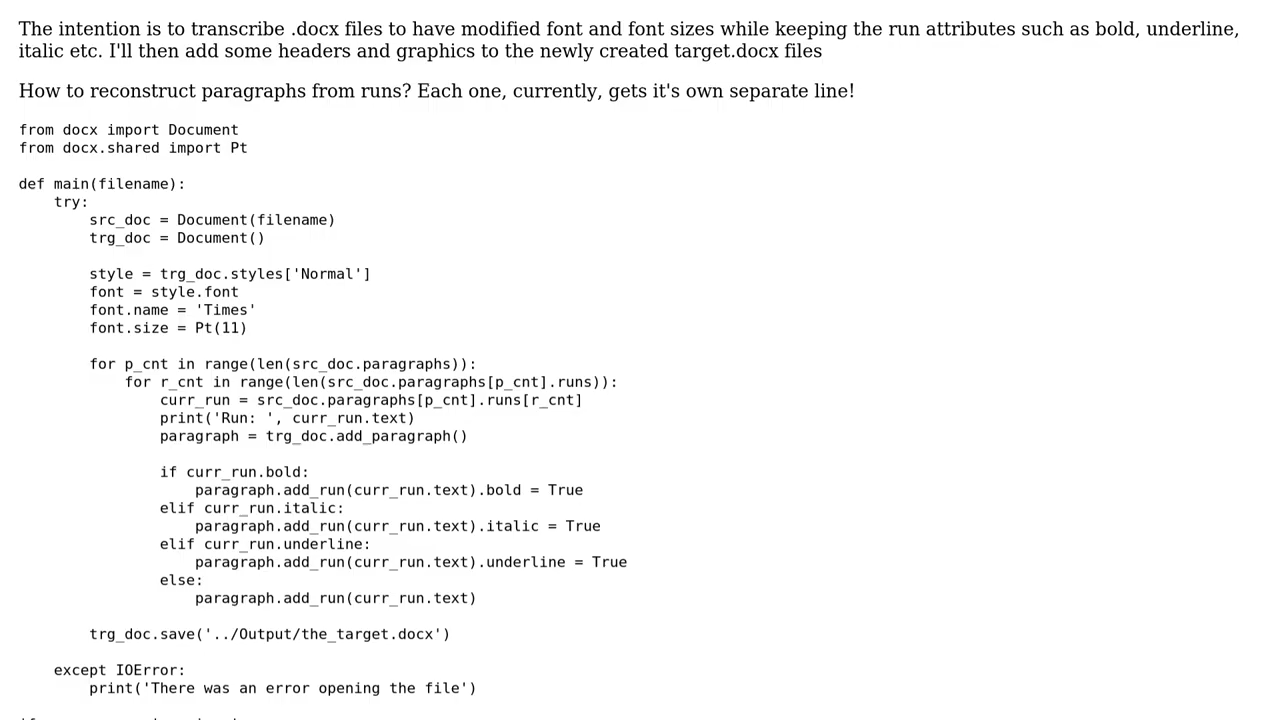 The intention is to transcribe .docx files to have modified font and font sizes while keeping the run attributes such as bold, underline,
italic etc. I'll then add some headers and graphics to the newly created target.docx files
How to reconstruct paragraphs from runs? Each one, currently, gets it's own separate line!
from docx import Document
from docx.shared import Pt
def main(filename):
    try:
        src_doc = Document(filename)
        trg_doc = Document()
        style = trg_doc.styles['Normal']
        font = style.font
        font.name = 'Times'
        font.size = Pt(11)
        for p_cnt in range(len(src_doc.paragraphs)):
            for r_cnt in range(len(src_doc.paragraphs[p_cnt].runs)):
                curr_run = src_doc.paragraphs[p_cnt].runs[r_cnt]
                print('Run: ', curr_run.text)
                paragraph = trg_doc.add_paragraph()
                if curr_run.bold:
                    paragraph.add_run(curr_run.text).bold = True
                elif curr_run.italic:
                    paragraph.add_run(curr_run.text).italic = True
                elif curr_run.underline:
                    paragraph.add_run(curr_run.text).underline = True
                else:
                    paragraph.add_run(curr_run.text)
        trg_doc.save('../Output/the_target.docx')
    except IOError:
        print('There was an error opening the file')